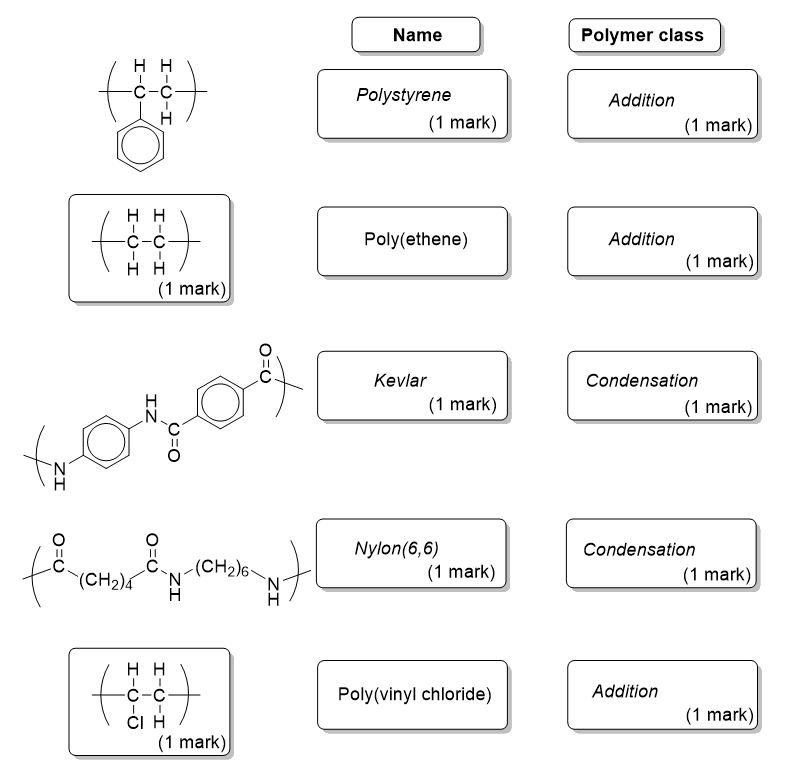 Name Polymer class
H H
C C
H
Polystyrene
(1 mark)
Addition
(1 mark)
H H
C C
H H
(1 mark)
Poly(ethene)
Addition
(1 mark)
O
C
H
N
C
O
N
H
Kevlar
(1 mark)
Condensation
(1 mark)
O O
C (CH2)4 C N (CH2)6 N
H H
Nylon(6,6)
(1 mark)
Condensation
(1 mark)
H H
C C
Cl H
(1 mark)
Poly(vinyl chloride)
Addition
(1 mark)